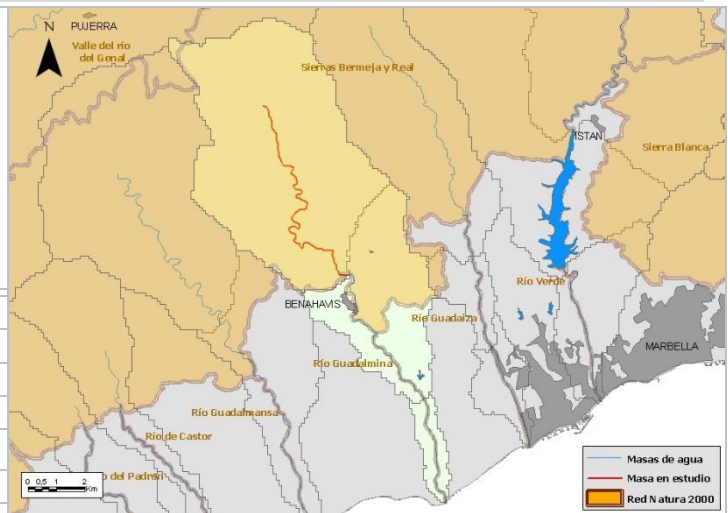 N
PUJERRA
Valle del río
del Genal
Sierras Bermeja y Real
ISTAN
Sierra Blanca
Río Verde
BENAHAVIS
Río Guadaiza
MARBELLA
Río Guadalmina
Río Guadalmansa
Río de Castor
o del Padrón
0 0,5 1 2
Km
Masas de agua
Masa en estudio
Red Natura 2000